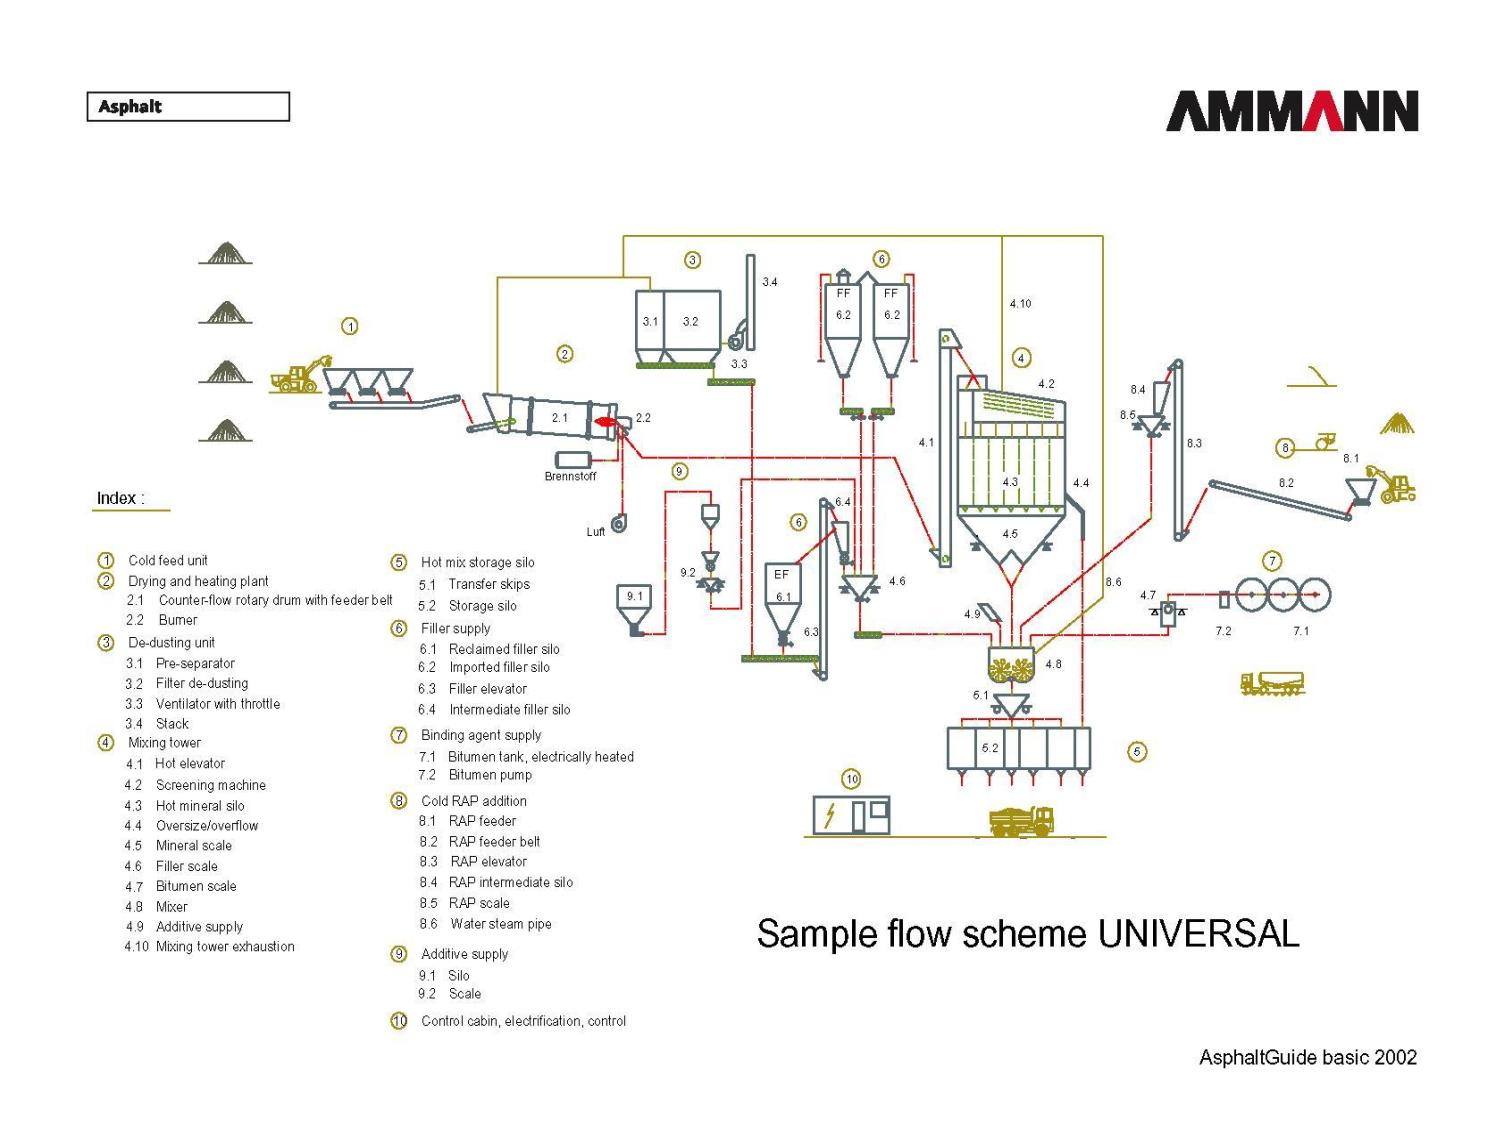 Asphalt
AMMANN
3
6
3.4
FF
FF
3.1
3.2
6.2
6.2
4.10
1
2
3.3
4
4.2
8.4
8.5
2.1
2.2
4.1
8.3
8
8.1
Brennstoff
9
4.3
4.4
8.2
Index :
6.4
6
Luft
4.5
1 Cold feed unit
2 Drying and heating plant
2.1 Counter-flow rotary drum with feeder belt
2.2 Burner
3 De-dusting unit
3.1 Pre-separator
3.2 Filter de-dusting
3.3 Ventilator with throttle
3.4 Stack
4 Mixing tower
4.1 Hot elevator
4.2 Screening machine
4.3 Hot mineral silo
4.4 Oversize/overflow
4.5 Mineral scale
4.6 Filler scale
4.7 Bitumen scale
4.8 Mixer
4.9 Additive supply
4.10 Mixing tower exhaustion
5 Hot mix storage silo
5.1 Transfer skips
5.2 Storage silo
6 Filler supply
6.1 Reclaimed filler silo
6.2 Imported filler silo
6.3 Filler elevator
6.4 Intermediate filler silo
7 Binding agent supply
7.1 Bitumen tank, electrically heated
7.2 Bitumen pump
8 Cold RAP addition
8.1 RAP feeder
8.2 RAP feeder belt
8.3 RAP elevator
8.4 RAP intermediate silo
8.5 RAP scale
8.6 Water steam pipe
9 Additive supply
9.1 Silo
9.2 Scale
10 Control cabin, electrification, control
9.2
EF
4.6
8.6
7
9.1
6.1
4.7
4.9
6.3
7.2
7.1
4.8
5.1
5.2
5
10
Sample flow scheme UNIVERSAL
AsphaltGuide basic 2002